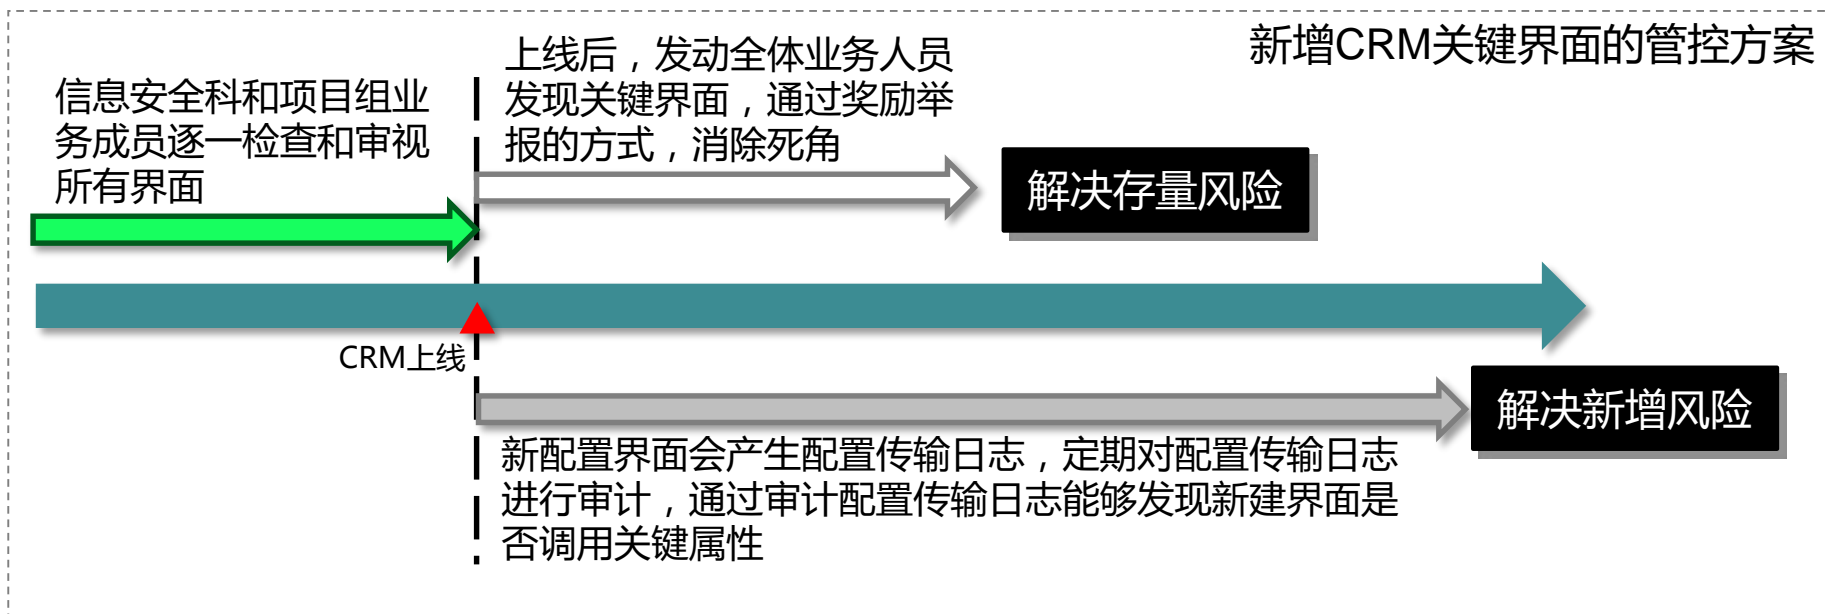 新增CRM关键界面的管控方案
信息安全科和项目组业
务成员逐一检查和审视
所有界面
上线后，发动全体业务人员
发现关键界面，通过奖励举
报的方式，消除死角
解决存量风险
CRM上线
解决新增风险
新配置界面会产生配置传输日志，定期对配置传输日志
进行审计，通过审计配置传输日志能够发现新建界面是
否调用关键属性